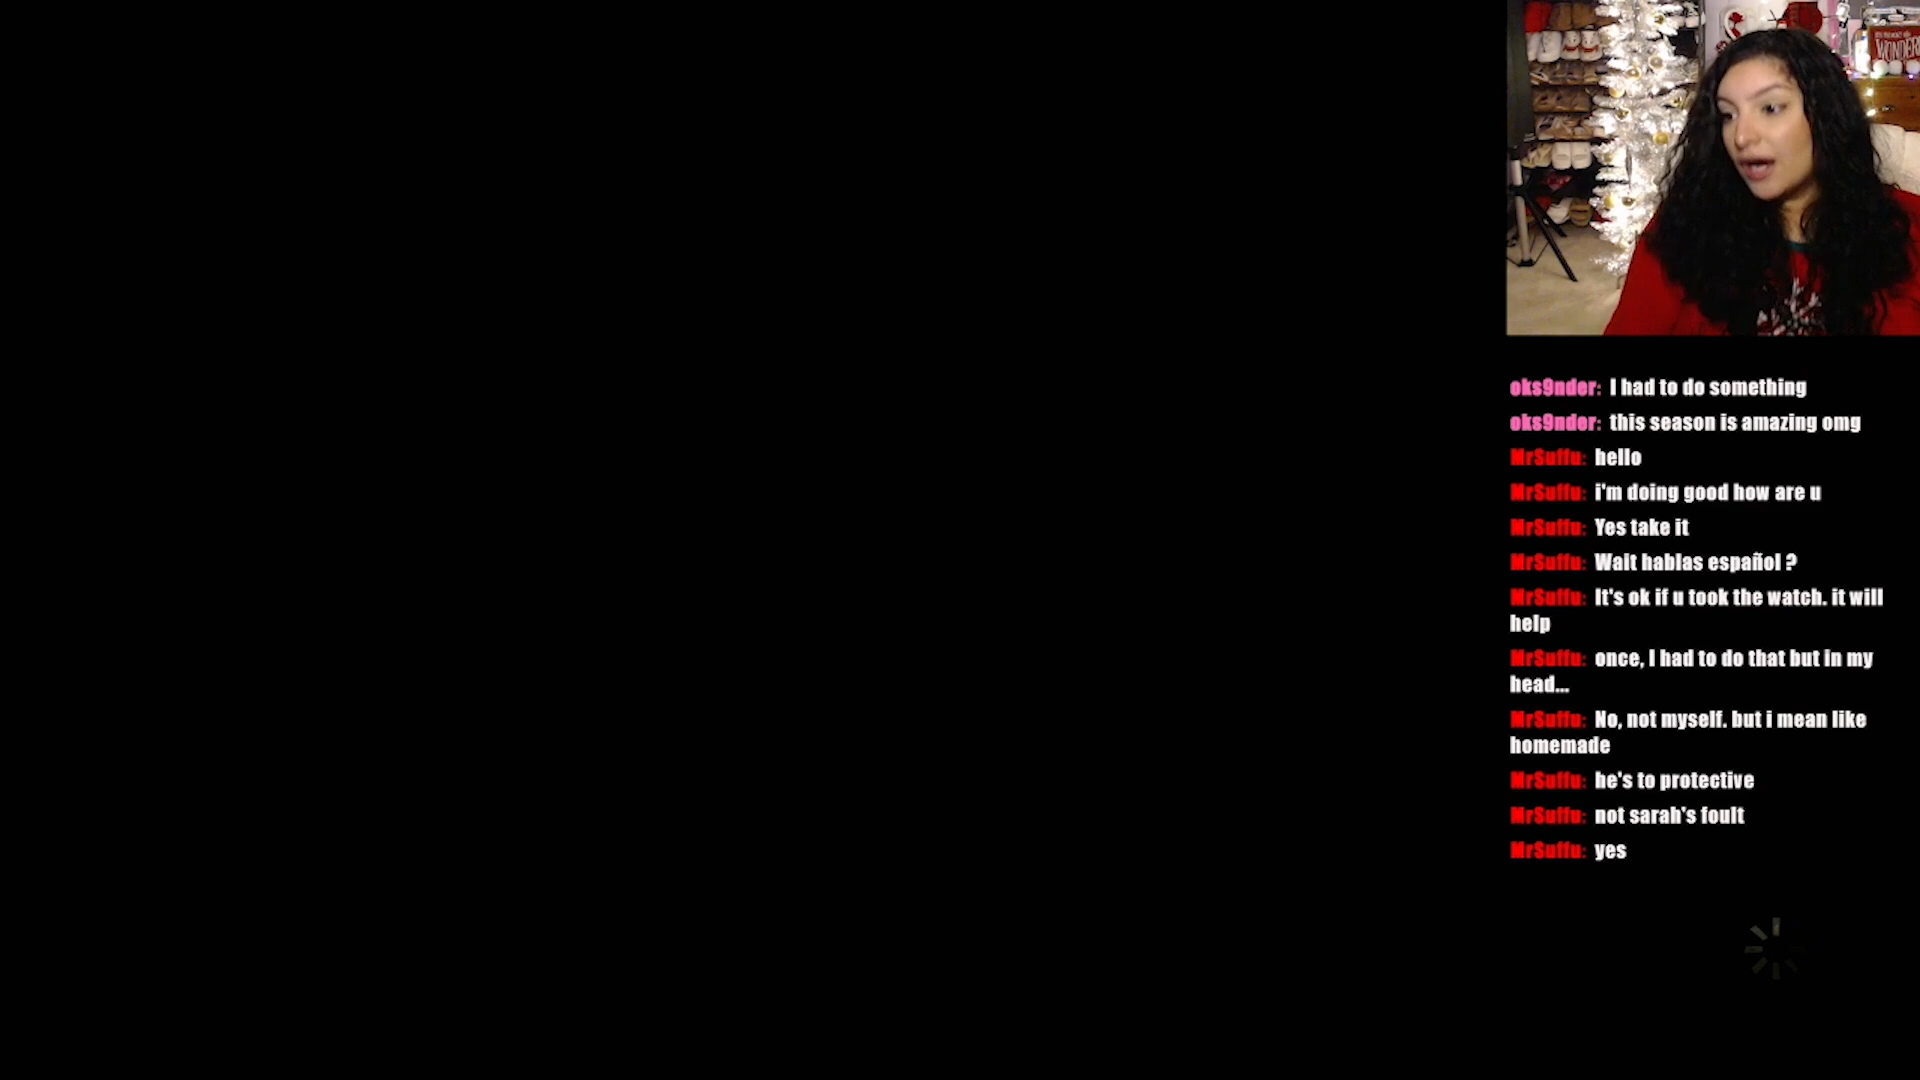 WONDER
oks9nder: I had to do something
oks9nder: this season is amazing omg
MrSuffu: hello
MrSuffu: i'm doing good how are u
MrSuffu: Yes take it
MrSuffu: Wait hablas español ?
MrSuffu: It's ok if u took the watch. it will
help
MrSuffu: once, I had to do that but in my
head...
MrSuffu: No, not myself. but i mean like
homemade
MrSuffu: he's to protective
MrSuffu: not sarah's foult
MrSuffu: yes